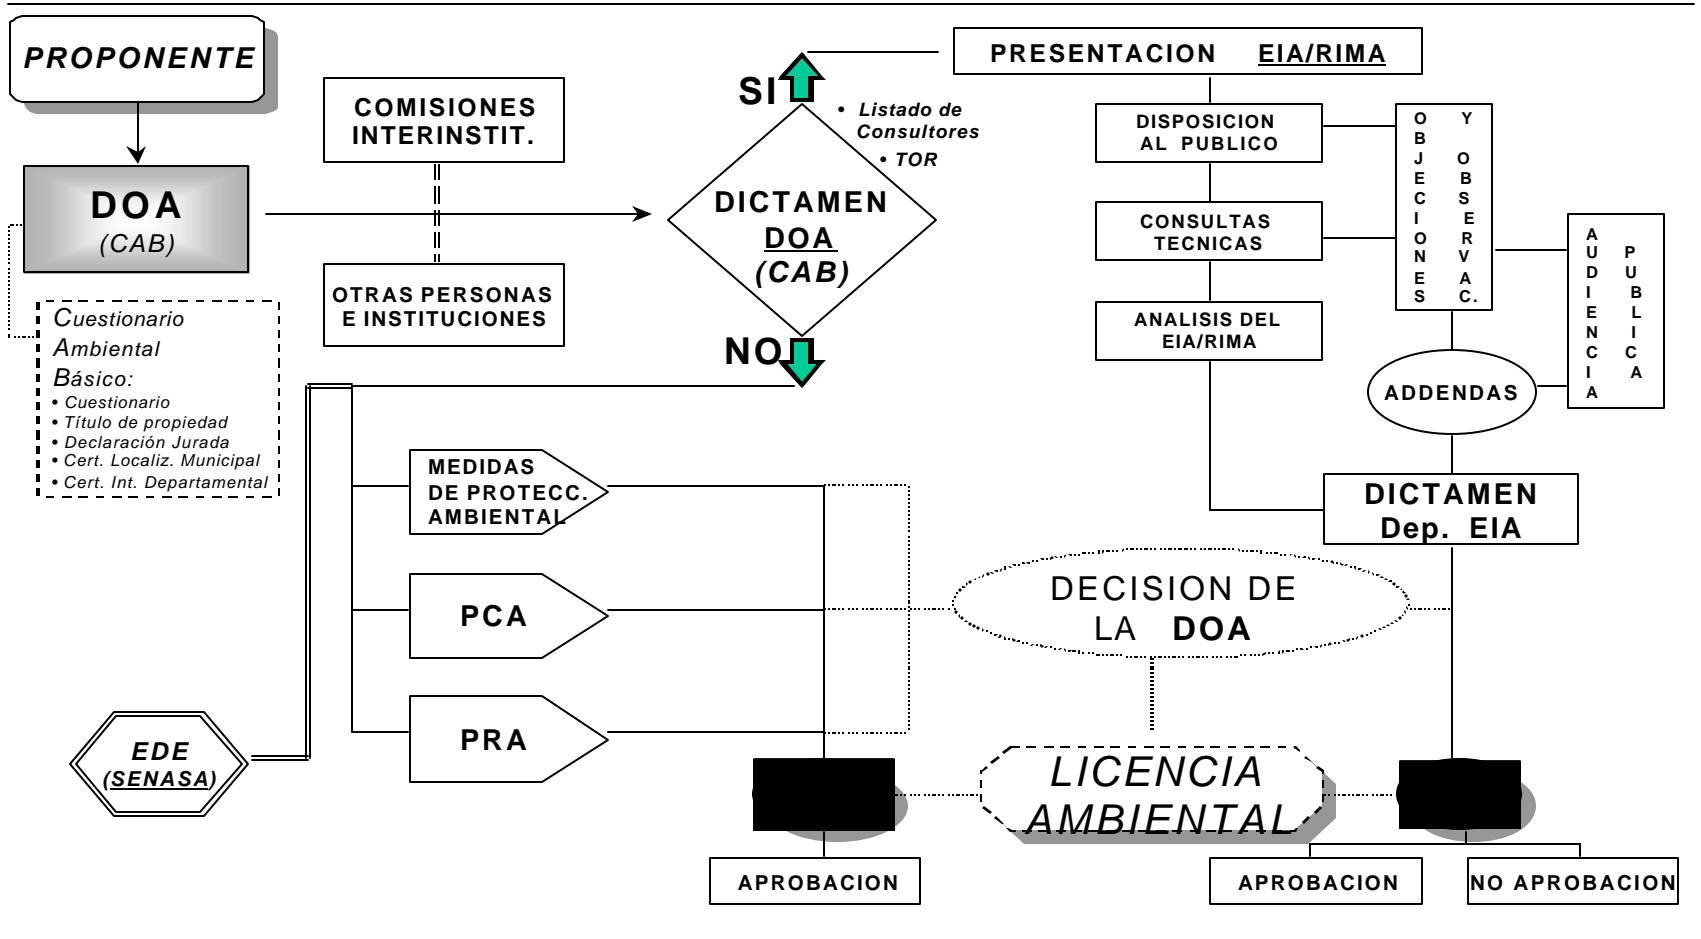 PROPONENTE
DOA
(CAB)
Cuestionario
Ambiental
Básico:
• Cuestionario
• Título de propiedad
• Declaración Jurada
• Cert. Localiz. Municipal
• Cert. Int. Departamental
COMISIONES
INTERINSTIT.
OTRAS PERSONAS
E INSTITUCIONES
SI
• Listado de
Consultores
• TOR
DICTAMEN
DOA
(CAB)
NO
PRESENTACION EIA/RIMA
DISPOSICION
AL PUBLICO
CONSULTAS
TECNICAS
ANALISIS DEL
EIA/RIMA
OBJECIONES
Y OBSERVAC.
AUDIENCIA
PUBLICA
ADDENDAS
DICTAMEN
Dep. EIA
MEDIDAS
DE PROTECC.
AMBIENTAL
PCA
PRA
EDE
(SENASA)
DECISION DE
LA DOA
LICENCIA
AMBIENTAL
APROBACION
APROBACION
NO APROBACION